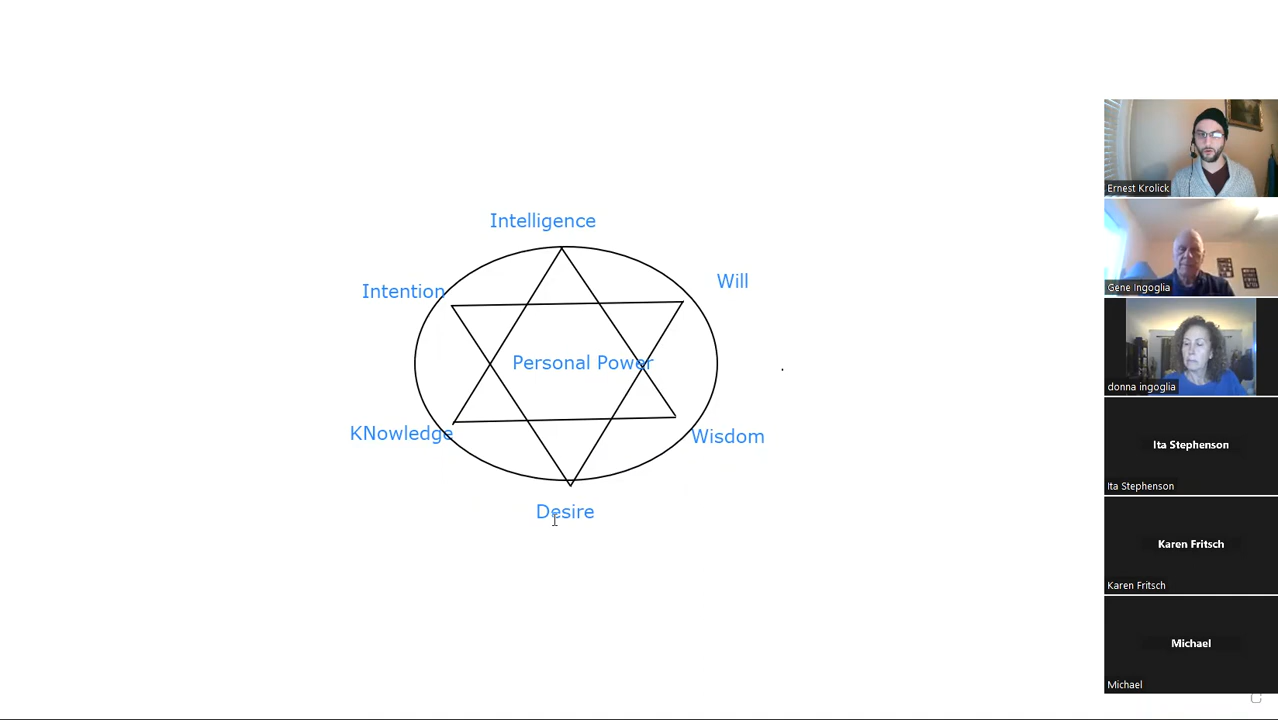 Intelligence
Will
Intention
Personal Power
KNowledge
Wisdom
Desire
Ernest Krolick
Gene Ingoglia
donna ingoglia
Ita Stephenson
Ita Stephenson
Karen Fritsch
Karen Fritsch
Michael
Michael